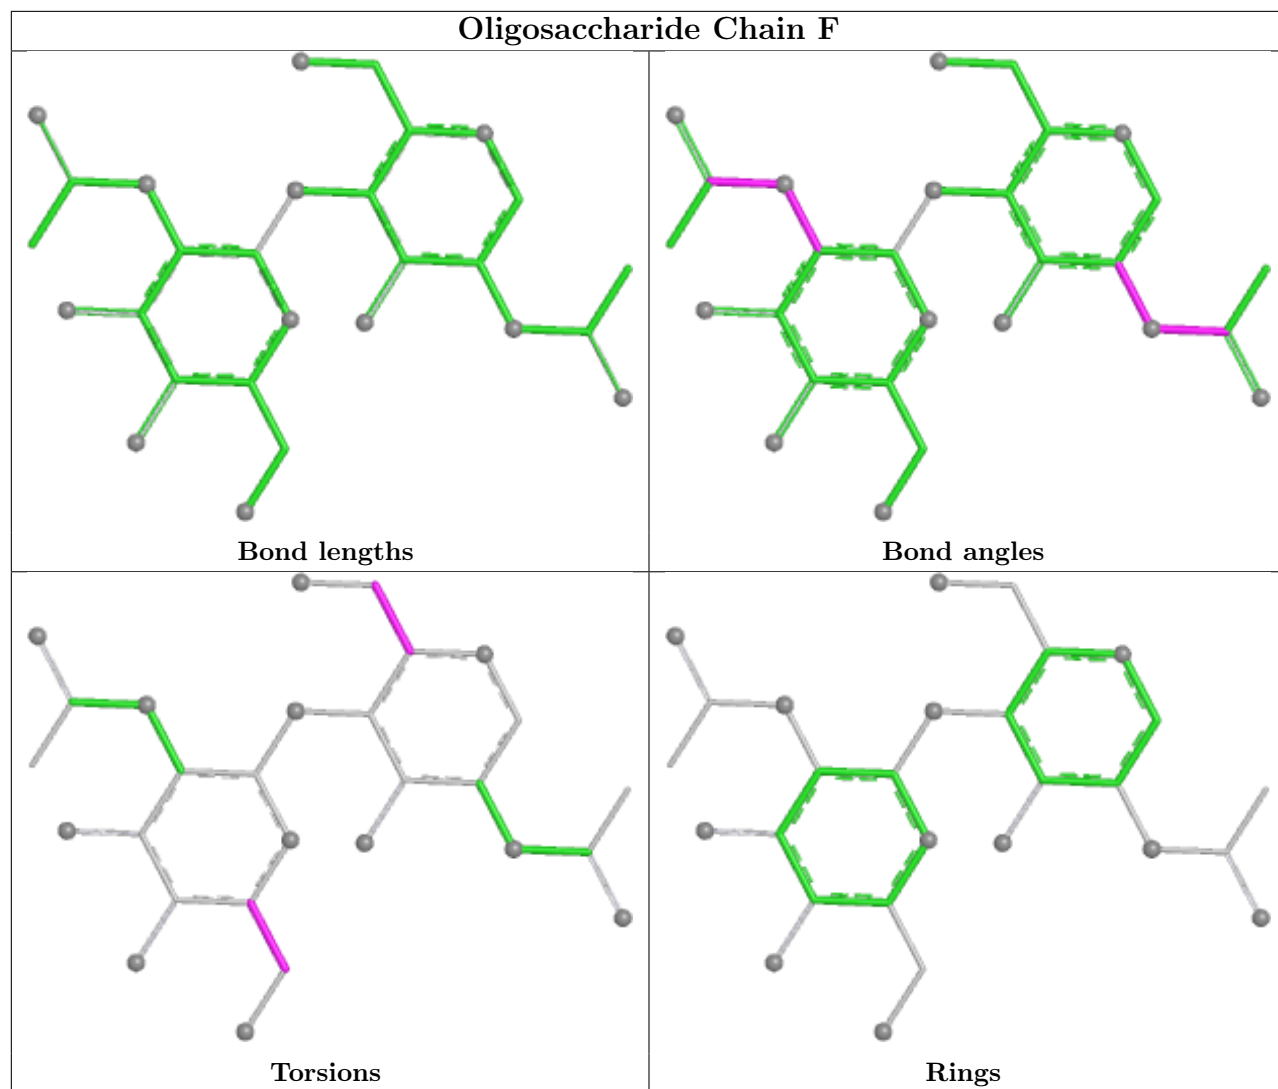 Oligosaccharide Chain F
Bond lengths
Bond angles
Torsions
Rings